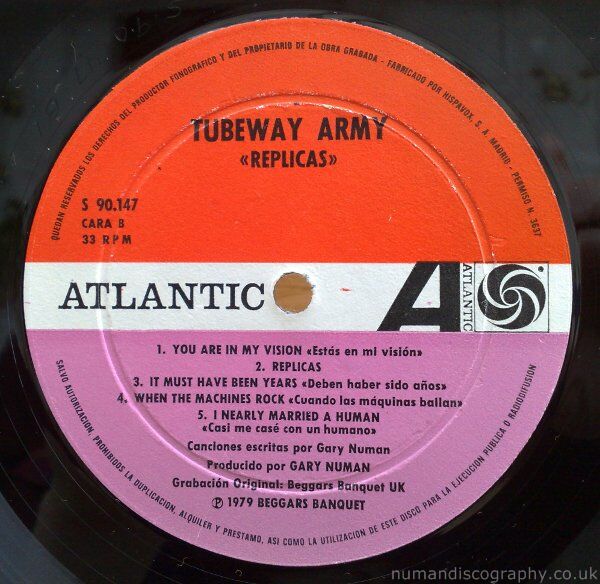 QUEDAN RESERVADOS LOS DERECHOS DEL PRODUCTOR FONOGRAFICO Y DEL PROPIETARIO DE LA OBRA GRABADA - FABRICADO POR HISPAVOX, S. A. MADRID - PERMISO N. 3637
TUBEWAY ARMY
«REPLICAS»
S 90.147
CARA B
33 RPM
ATLANTIC
A
ATLANTIC
1. YOU ARE IN MY VISION «Estás en mi visión»
2. REPLICAS
3. IT MUST HAVE BEEN YEARS «Deben haber sido años»
4. WHEN THE MACHINES ROCK «Cuando las máquinas bailan»
5. I NEARLY MARRIED A HUMAN
«Casi me casé con un humano»
Canciones escritas por Gary Numan
Producido por GARY NUMAN
Grabación Original: Beggars Banquet UK
℗ 1979 BEGGARS BANQUET
SALVO AUTORIZACION, PROHIBIDOS LA DUPLICACION, ALQUILER Y PRESTAMO, ASI COMO LA UTILIZACION DE ESTE DISCO PARA LA EJECUCION PUBLICA O RADIODIFUSION
numandiscography.co.uk